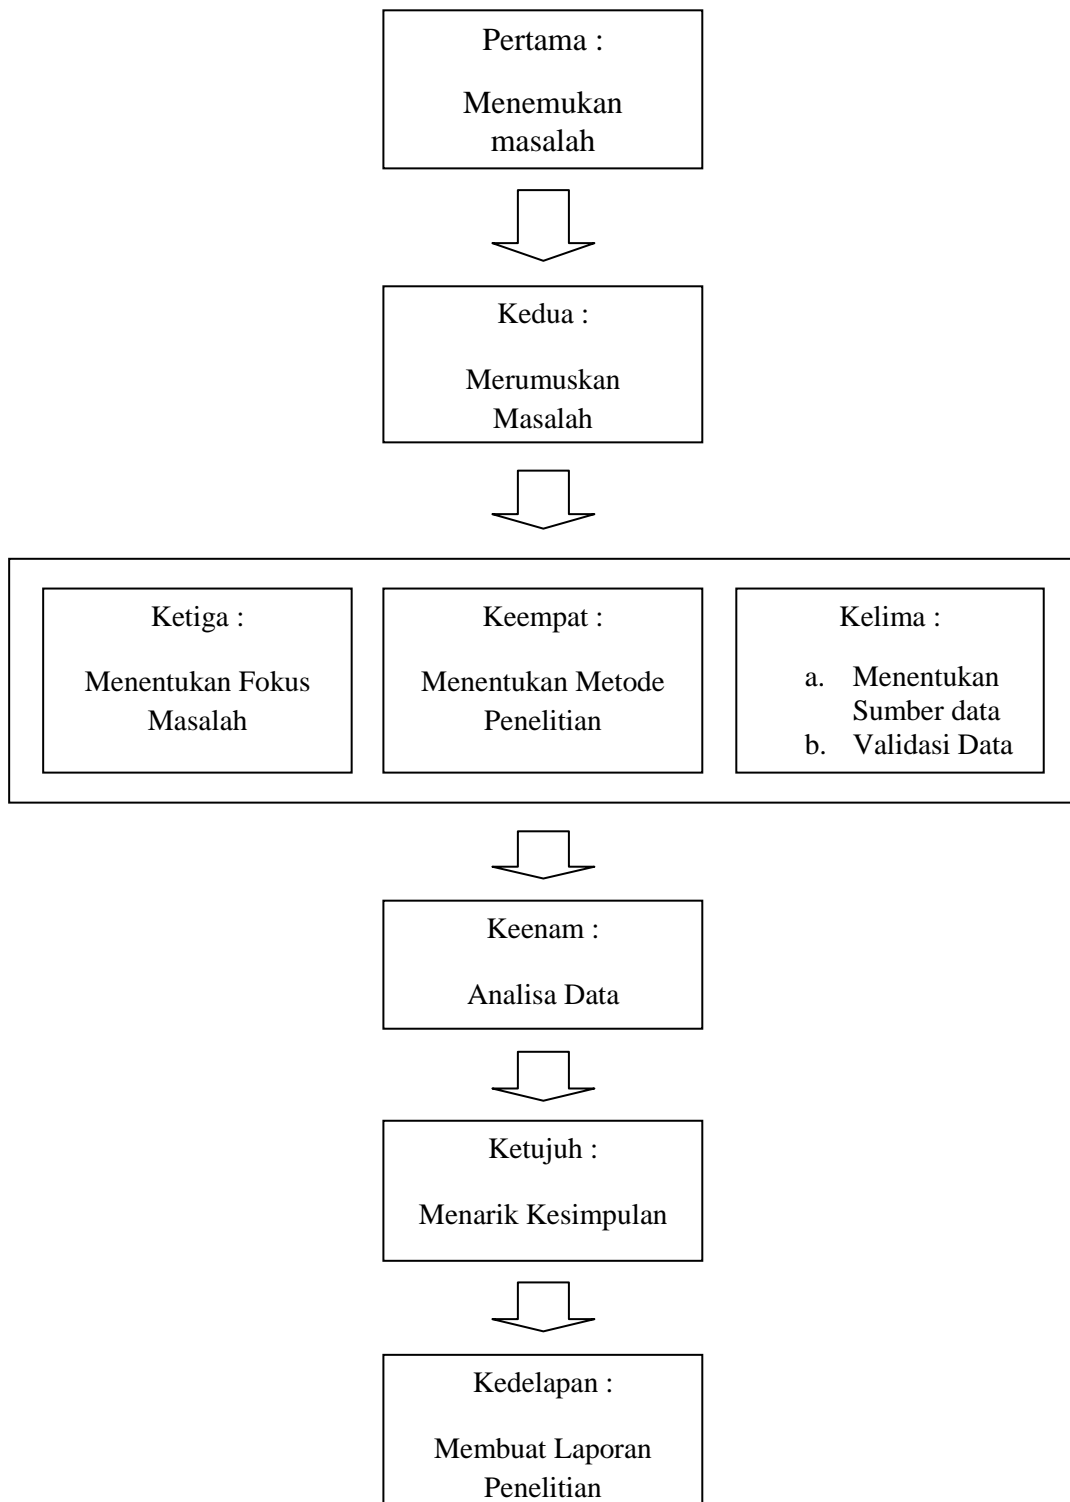 Pertama :
Menemukan
masalah
Kedua :
Merumuskan
Masalah
Ketiga :
Menentukan Fokus
Masalah
Keempat :
Menentukan Metode
Penelitian
Kelima :
a. Menentukan
Sumber data
b. Validasi Data
Keenam :
Analisa Data
Ketujuh :
Menarik Kesimpulan
Kedelapan :
Membuat Laporan
Penelitian